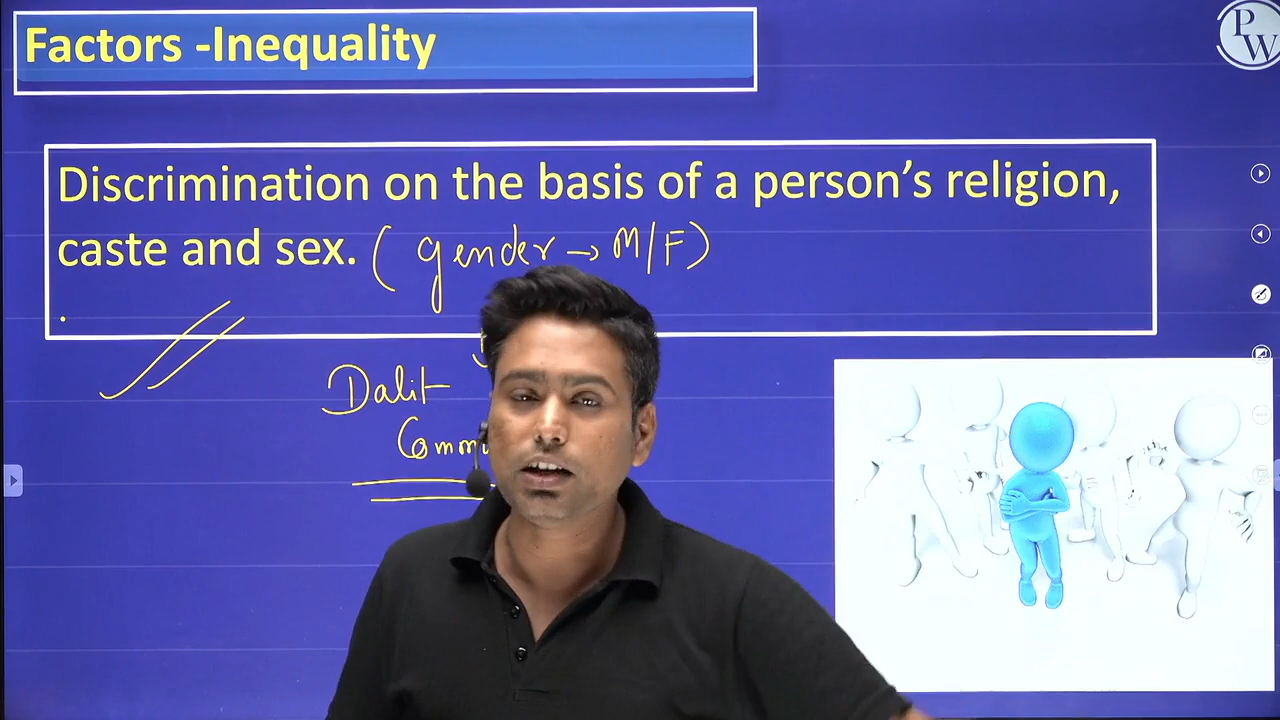 Factors -Inequality
PW
Discrimination on the basis of a person's religion,
caste and sex. ( gender → M/F)
.
Dalit